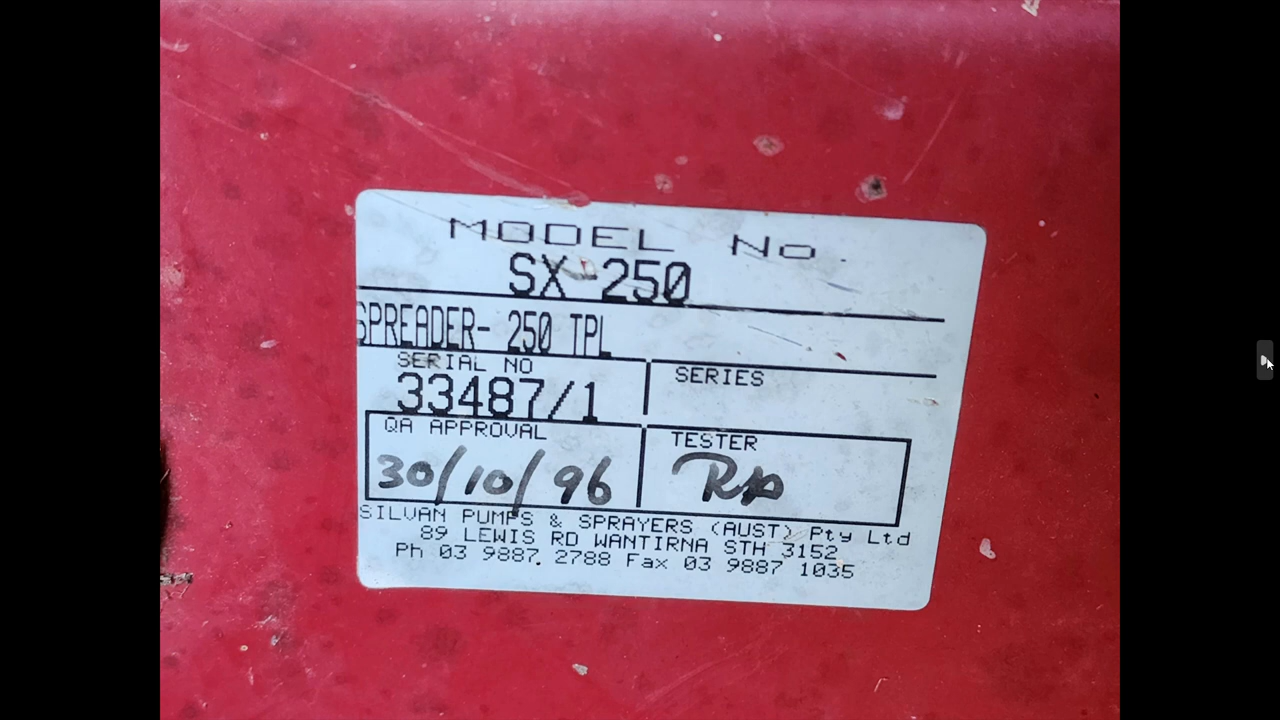 MODEL No.
SX-250
SPREADER- 250 TPL
SERIAL NO
33487/1
SERIES
QA APPROVAL
30/10/96
TESTER
SILVAN PUMPS & SPRAYERS (AUST) Pty Ltd
89 LEWIS RD WANTIRNA STH 3152
Ph 03 9887. 2788 Fax 03 9887 1035